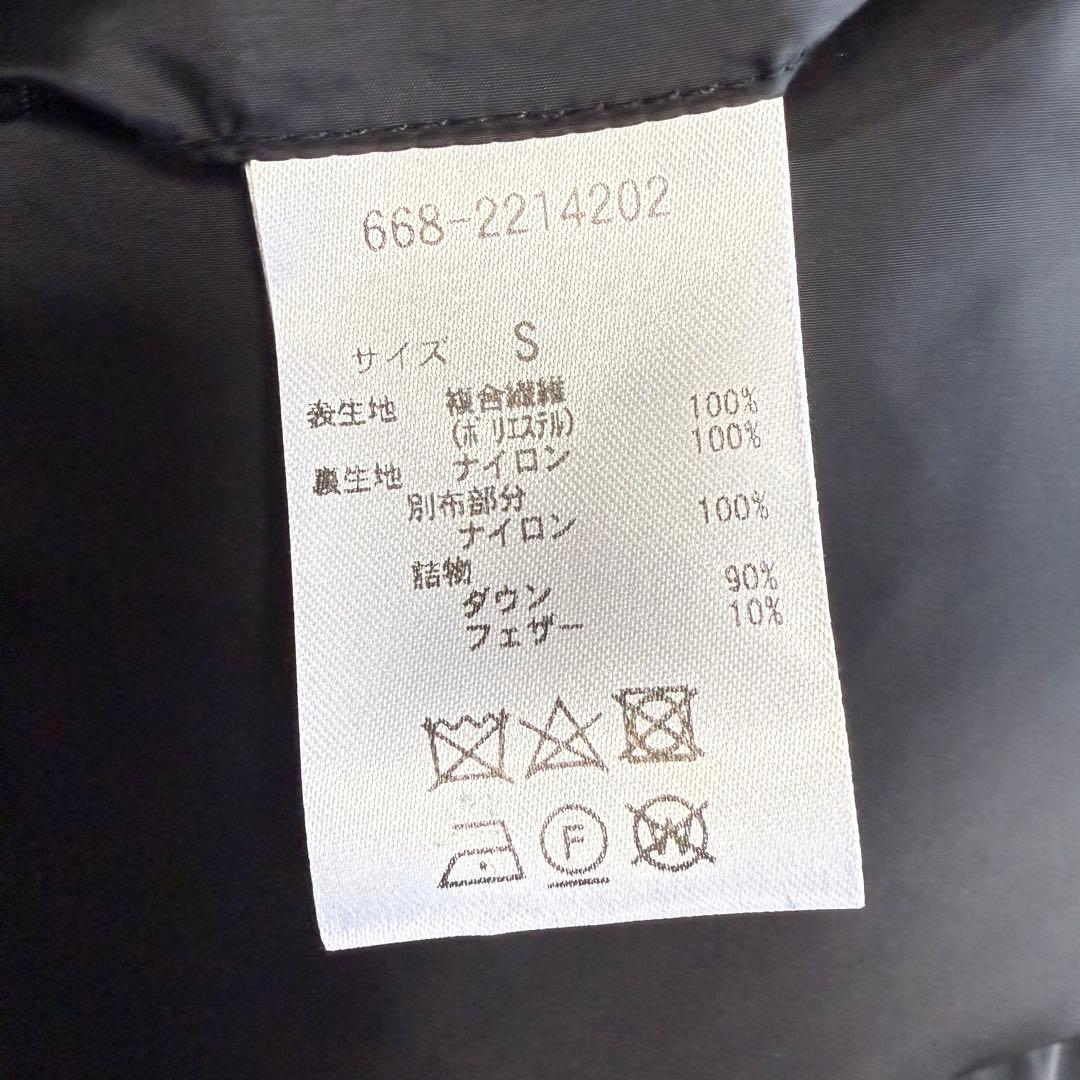 668-2214202
サイズ S
表生地 複合繊維 100%
(ポリエステル) 100%
裏生地 ナイロン
別布部分
ナイロン 100%
詰物
ダウン 90%
フェザー 10%
F W